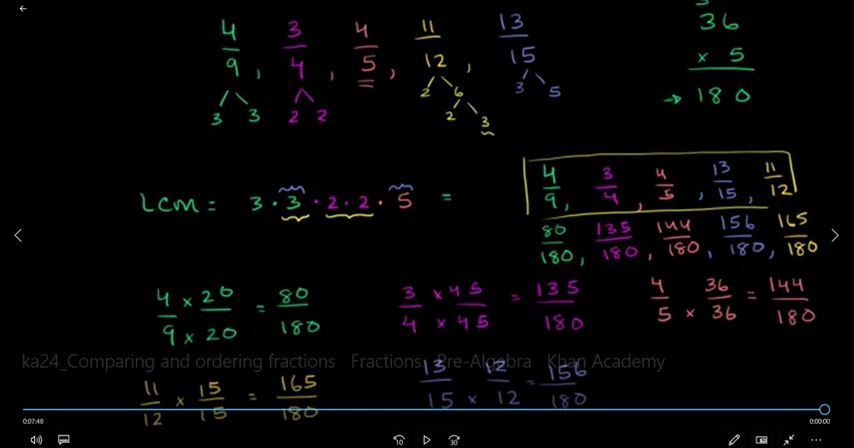 4/9, 3/4, 4/5, 11/12, 13/15
3 3 2 2 2 6 3 5
2 3
36
× 5
→ 180
LCM = 3 · 3 · 2 · 2 · 5 =
4/9, 3/4, 4/5, 13/15, 11/12
80/180, 135/180, 144/180, 156/180, 165/180
4/9 × 20/20 = 80/180
3/4 × 45/45 = 135/180
4/5 × 36/36 = 144/180
ka24_Comparing and ordering fractions Fractions Pre-Algebra Khan Academy
11/12 × 15/15 = 165/180
13/15 × 12/12 = 156/180
0:07:48
0:00:00
10
30